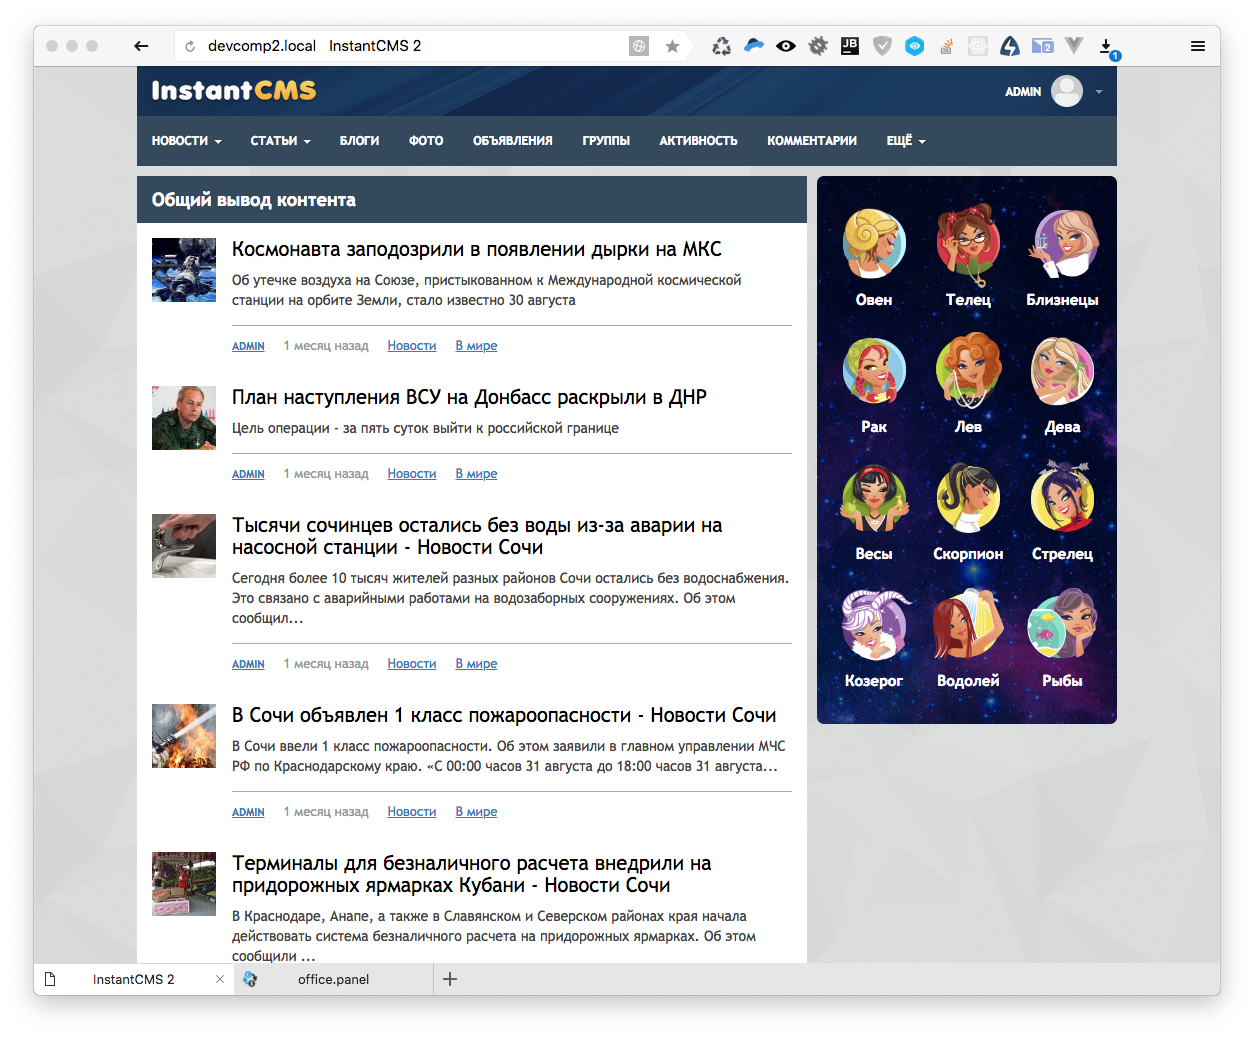 devcomp2.local InstantCMS 2
JB
2
1
InstantCMS
ADMIN
НОВОСТИ СТАТЬИ БЛОГИ ФОТО ОБЪЯВЛЕНИЯ ГРУППЫ АКТИВНОСТЬ КОММЕНТАРИИ ЕЩЁ
Общий вывод контента
Космонавта заподозрили в появлении дырки на МКС
Об утечке воздуха на Союзе, пристыкованном к Международной космической
станции на орбите Земли, стало известно 30 августа
ADMIN 1 месяц назад Новости В мире
План наступления ВСУ на Донбасс раскрыли в ДНР
Цель операции - за пять суток выйти к российской границе
ADMIN 1 месяц назад Новости В мире
Тысячи сочинцев остались без воды из-за аварии на
насосной станции - Новости Сочи
Сегодня более 10 тысяч жителей разных районов Сочи остались без водоснабжения.
Это связано с аварийными работами на водозаборных сооружениях. Об этом
сообщил...
ADMIN 1 месяц назад Новости В мире
В Сочи объявлен 1 класс пожароопасности - Новости Сочи
В Сочи ввели 1 класс пожароопасности. Об этом заявили в главном управлении МЧС
РФ по Краснодарскому краю. «С 00:00 часов 31 августа до 18:00 часов 31 августа...
ADMIN 1 месяц назад Новости В мире
Терминалы для безналичного расчета внедрили на
придорожных ярмарках Кубани - Новости Сочи
В Краснодаре, Анапе, а также в Славянском и Северском районах края начала
действовать система безналичного расчета на придорожных ярмарках. Об этом
сообщили ...
Овен Телец Близнецы
Рак Лев Дева
Весы Скорпион Стрелец
Козерог Водолей Рыбы
InstantCMS 2 office.panel